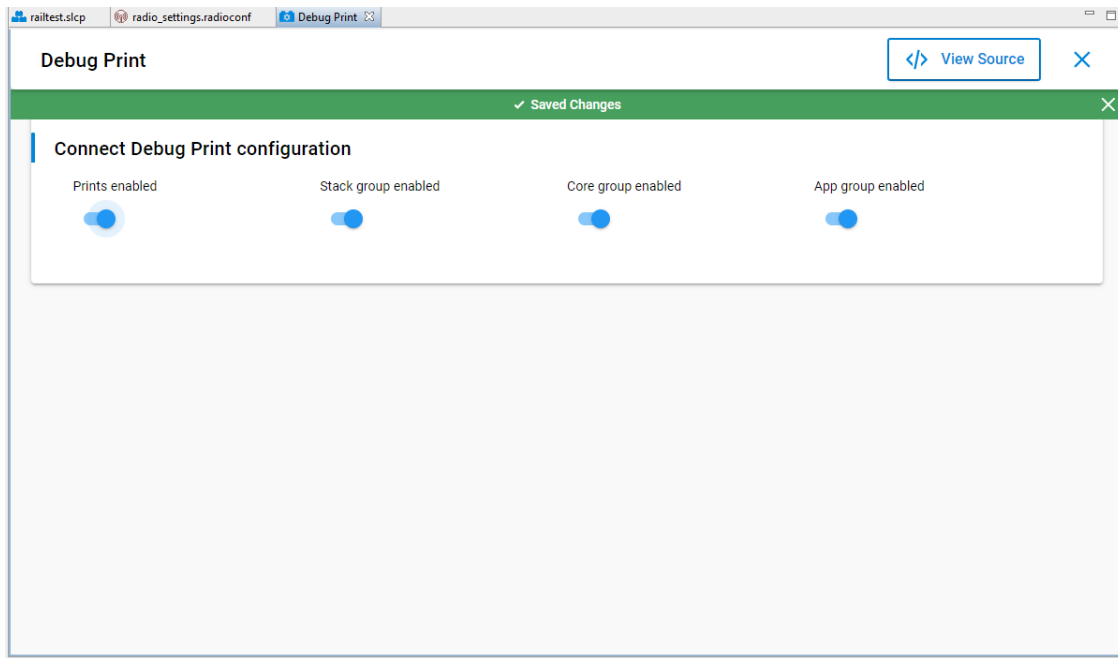 railtest.slcp radio_settings.radioconf Debug Print
Debug Print
View Source
Saved Changes
Connect Debug Print configuration
Prints enabled Stack group enabled Core group enabled App group enabled